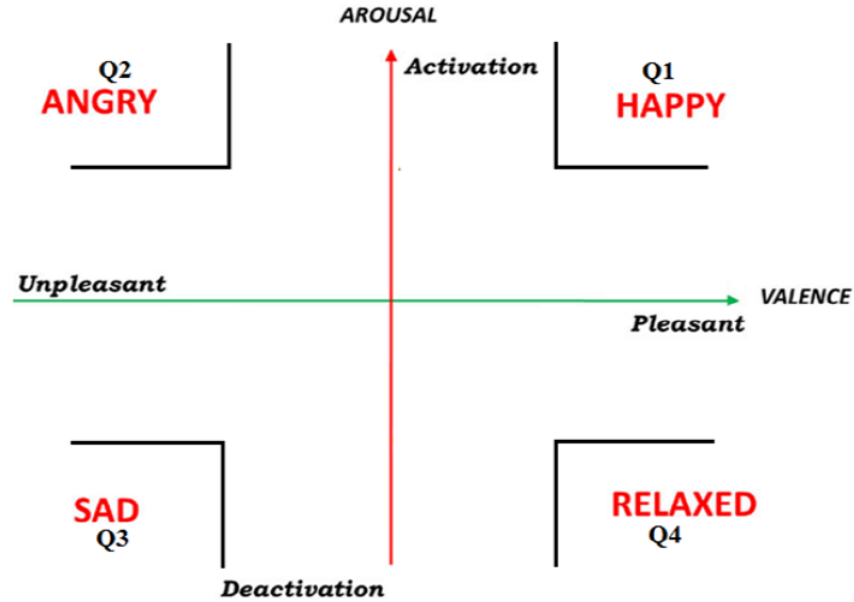 AROUSAL
Q2
ANGRY
Activation
Q1
HAPPY
Unpleasant
VALENCE
Pleasant
SAD
Q3
RELAXED
Q4
Deactivation